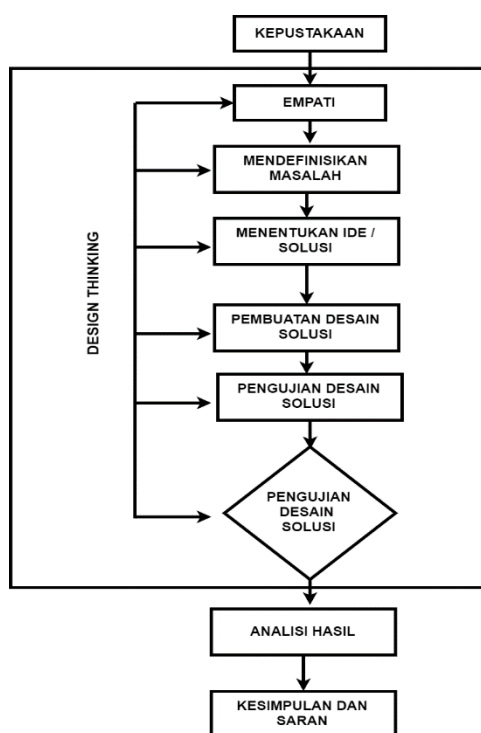 KEPUSTAKAAN
EMPATI
MENDEFINISIKAN
MASALAH
MENENTUKAN IDE /
SOLUSI
DESIGN THINKING
PEMBUATAN DESAIN
SOLUSI
PENGUJIAN DESAIN
SOLUSI
PENGUJIAN
DESAIN
SOLUSI
ANALISI HASIL
KESIMPULAN DAN
SARAN